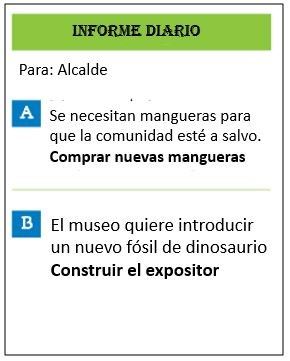 INFORME DIARIO
Para: Alcalde
A
Se necesitan mangueras para
que la comunidad esté a salvo.
Comprar nuevas mangueras
B
El museo quiere introducir
un nuevo fósil de dinosaurio
Construir el expositor